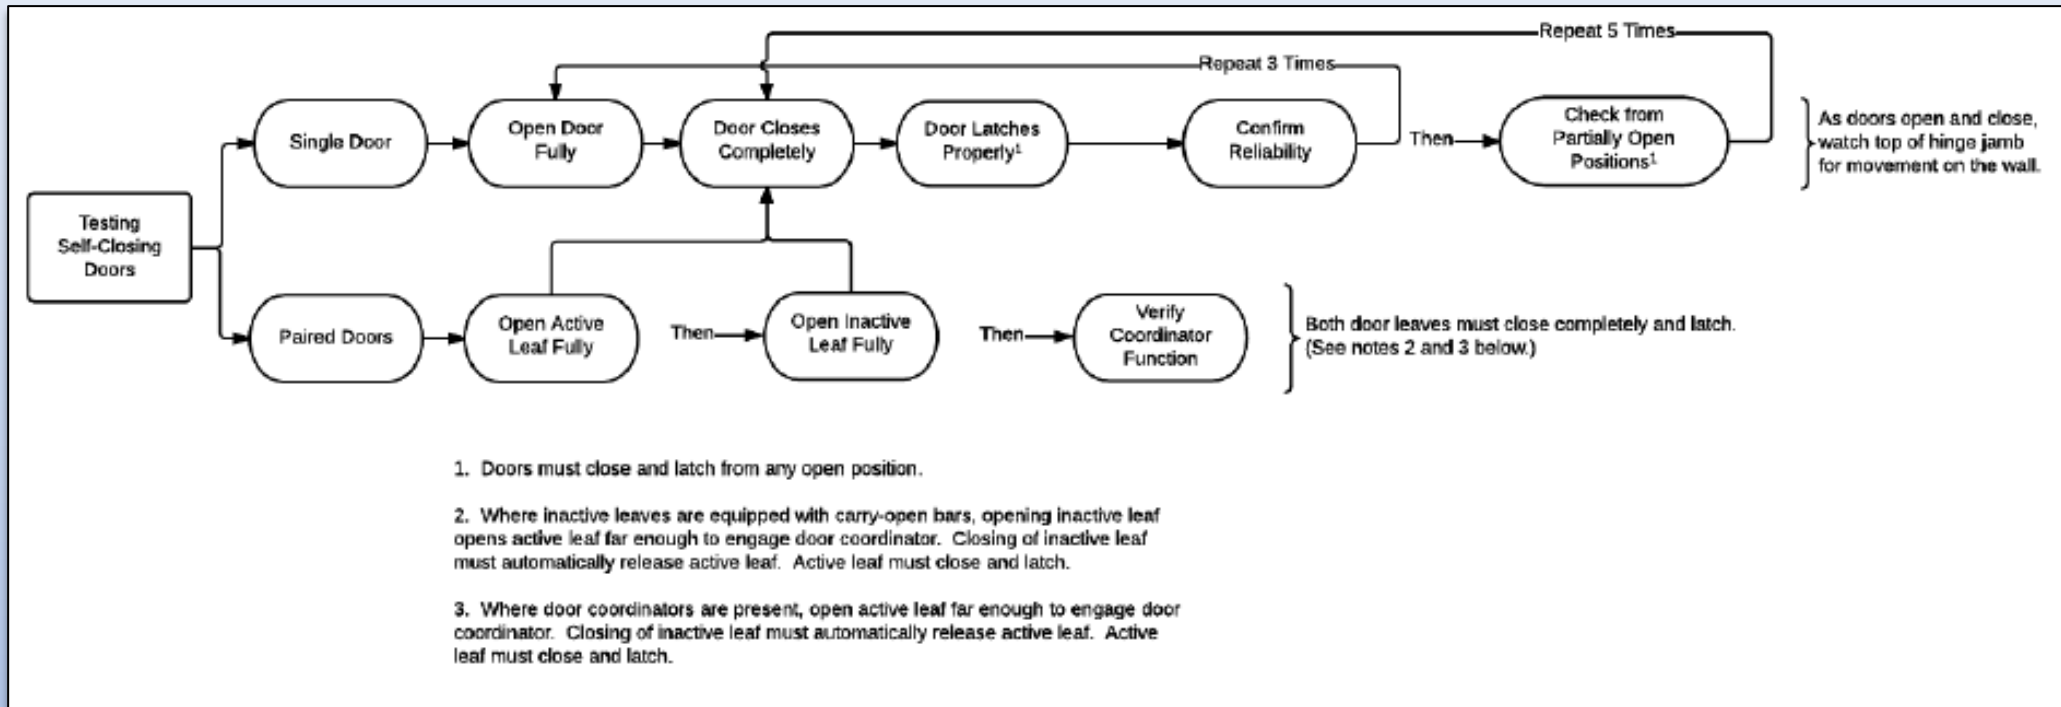 Repeat 5 Times
Repeat 3 Times
Single Door
Open Door
Fully
Door Closes
Completely
Door Latches
Properly¹
Confirm
Reliability
Then
Check from
Partially Open
Positions¹
As doors open and close,
watch top of hinge jamb
for movement on the wall.
Testing
Self-Closing
Doors
Paired Doors
Open Active
Leaf Fully
Then
Open Inactive
Leaf Fully
Then
Verify
Coordinator
Function
Both door leaves must close completely and latch.
(See notes 2 and 3 below.)
1. Doors must close and latch from any open position.
2. Where inactive leaves are equipped with carry-open bars, opening inactive leaf
opens active leaf far enough to engage door coordinator. Closing of inactive leaf
must automatically release active leaf. Active leaf must close and latch.
3. Where door coordinators are present, open active leaf far enough to engage door
coordinator. Closing of inactive leaf must automatically release active leaf. Active
leaf must close and latch.